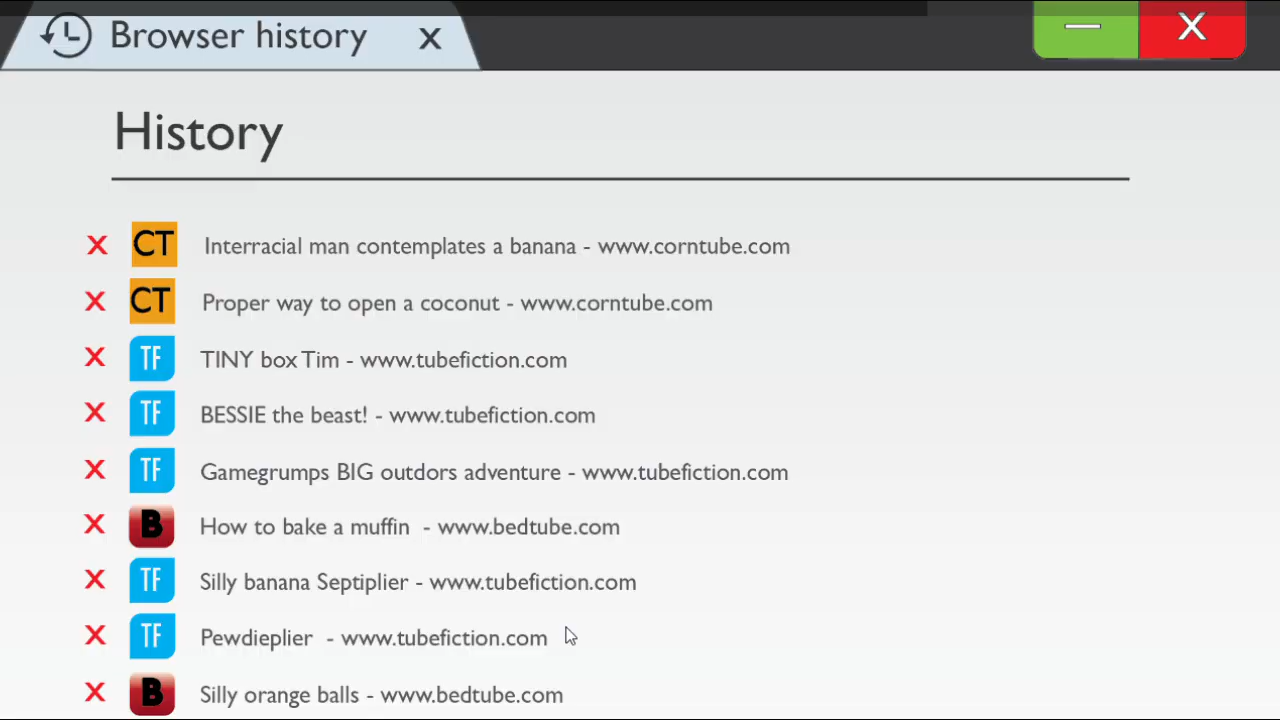 Browser history X
X
History
X CT Interracial man contemplates a banana - www.corntube.com
X CT Proper way to open a coconut - www.corntube.com
X TF TINY box Tim - www.tubefiction.com
X TF BESSIE the beast! - www.tubefiction.com
X TF Gamegrumps BIG outdors adventure - www.tubefiction.com
X B How to bake a muffin - www.bedtube.com
X TF Silly banana Septiplier - www.tubefiction.com
X TF Pewdieplier - www.tubefiction.com
X B Silly orange balls - www.bedtube.com